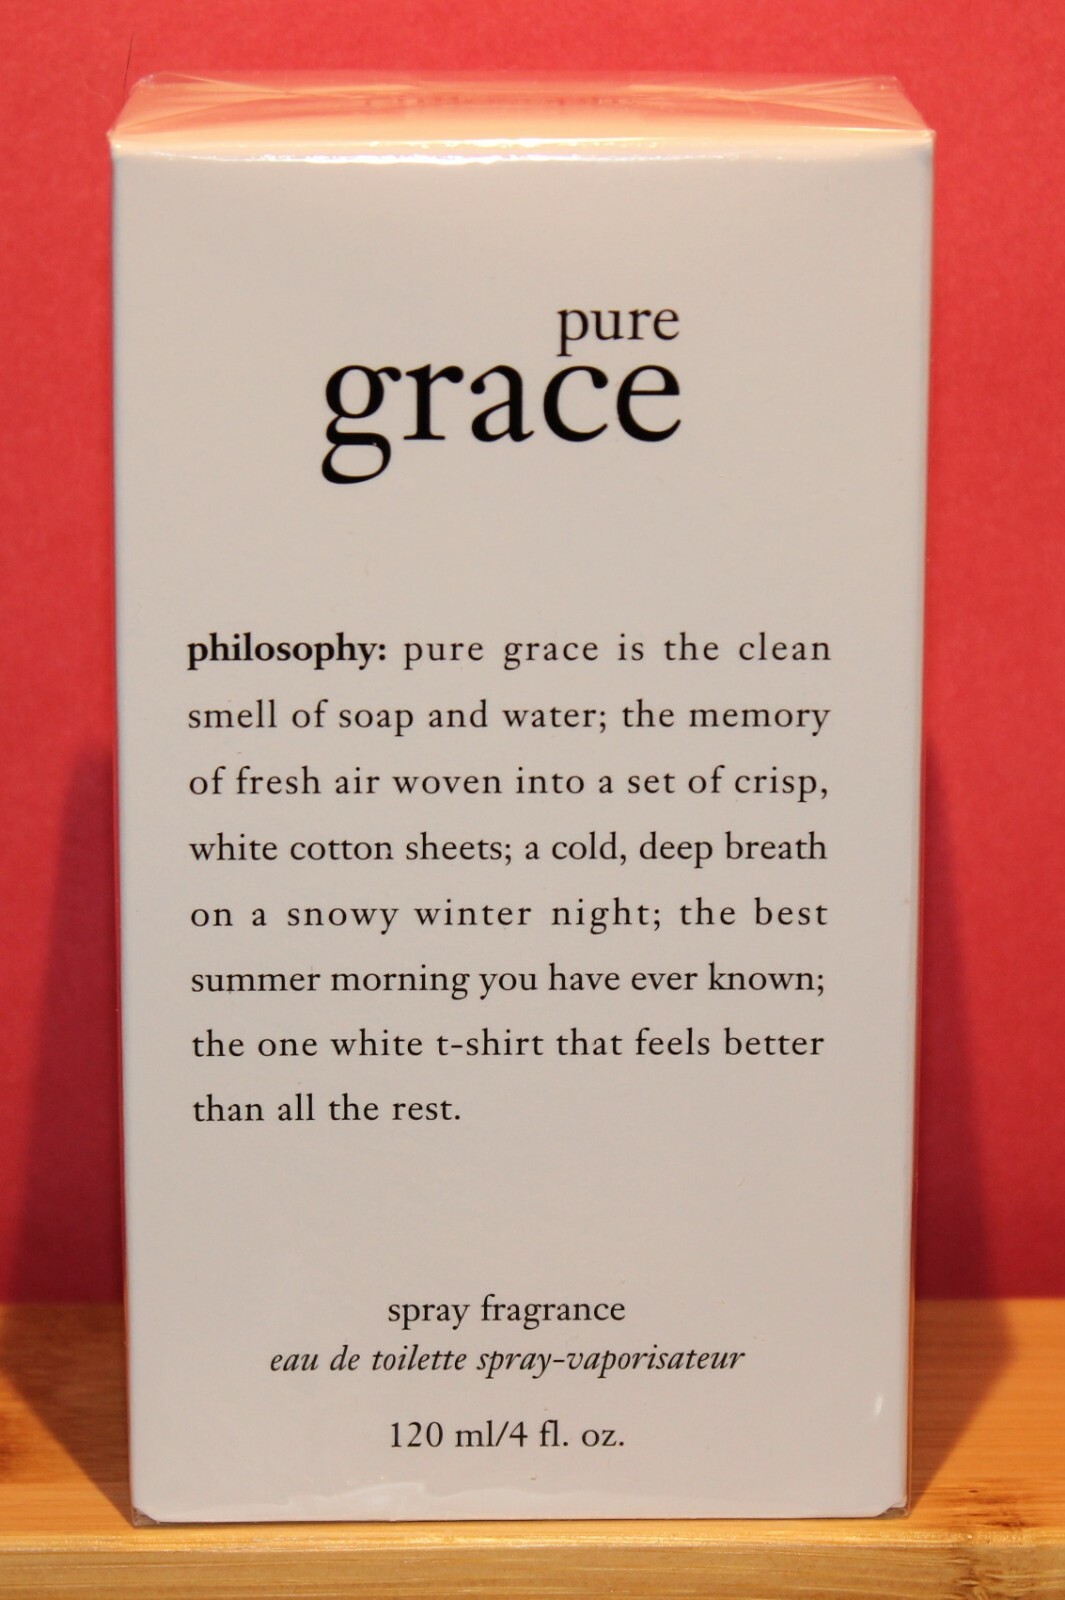 pure
grace
philosophy: pure grace is the clean
smell of soap and water; the memory
of fresh air woven into a set of crisp,
white cotton sheets; a cold, deep breath
on a snowy winter night; the best
summer morning you have ever known;
the one white t-shirt that feels better
than all the rest.
spray fragrance
eau de toilette spray-vaporisateur
120 ml/4 fl. oz.